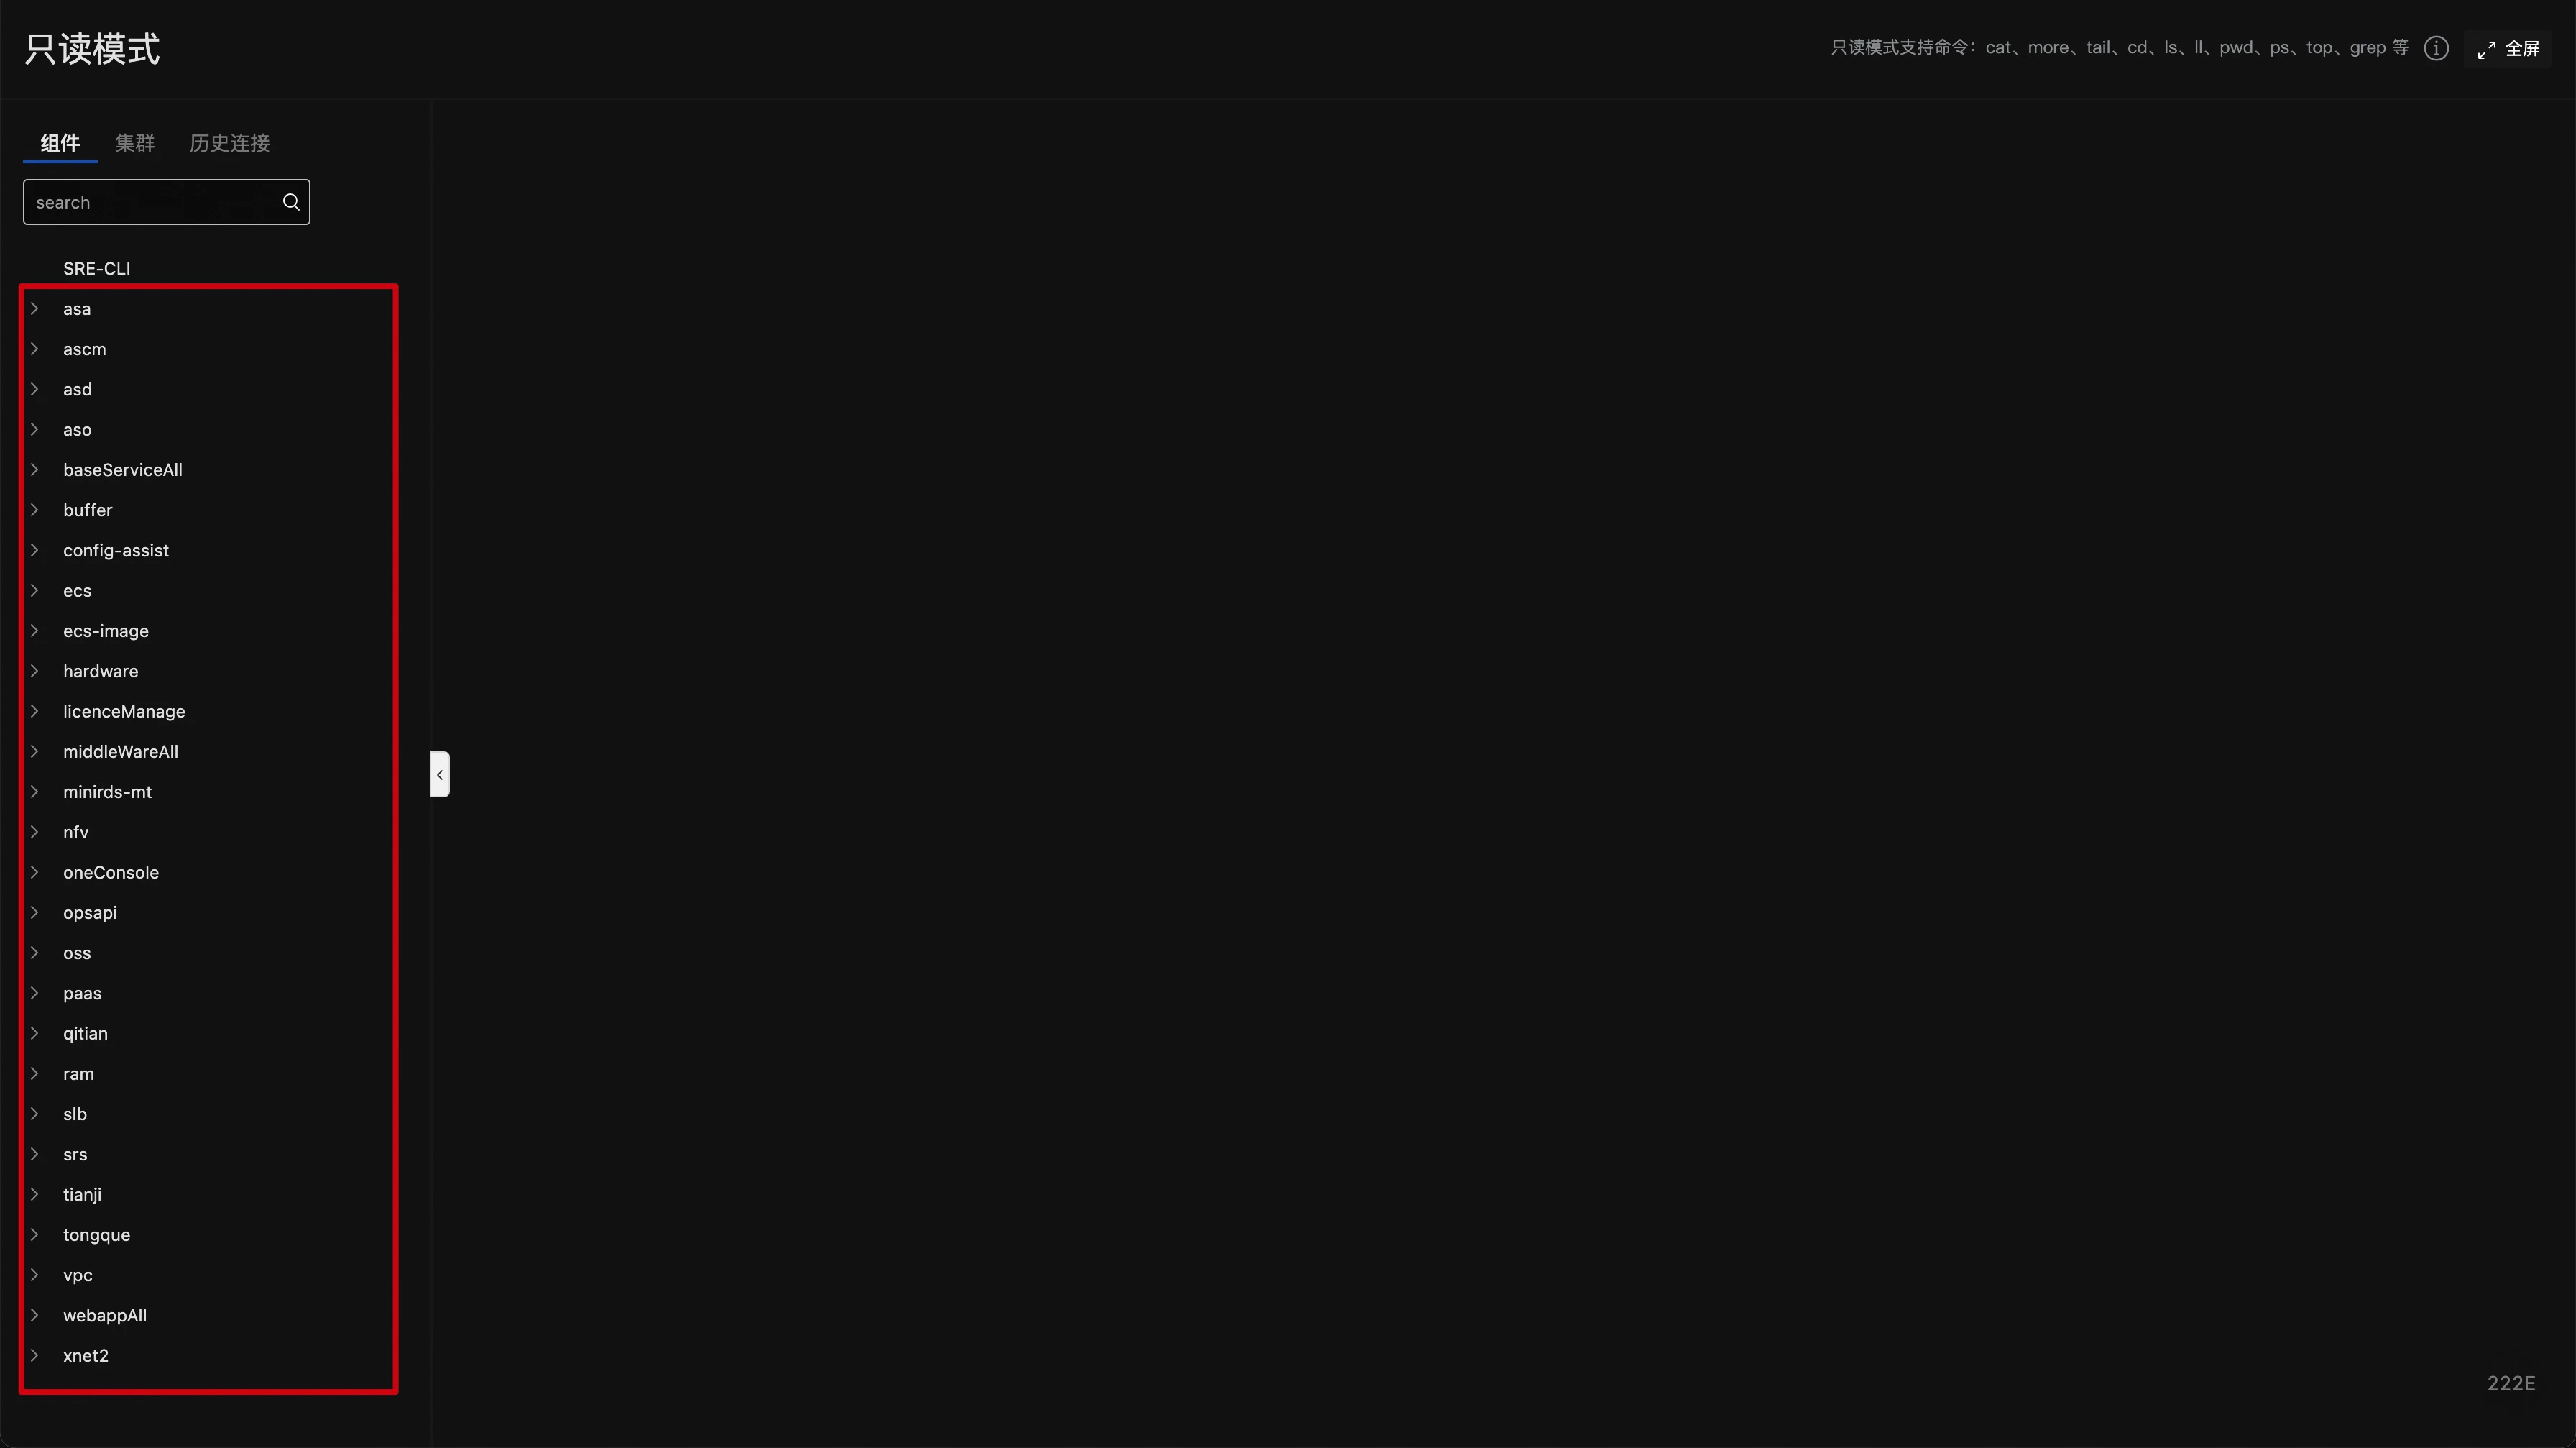 只读模式
只读模式支持命令：cat、more、tail、cd、ls、ll、pwd、ps、top、grep 等
全屏
组件 集群 历史连接
search
SRE-CLI
asa
ascm
asd
aso
baseServiceAll
buffer
config-assist
ecs
ecs-image
hardware
licenceManage
middleWareAll
minirds-mt
nfv
oneConsole
opsapi
oss
paas
qitian
ram
slb
srs
tianji
tongque
vpc
webappAll
xnet2
222E